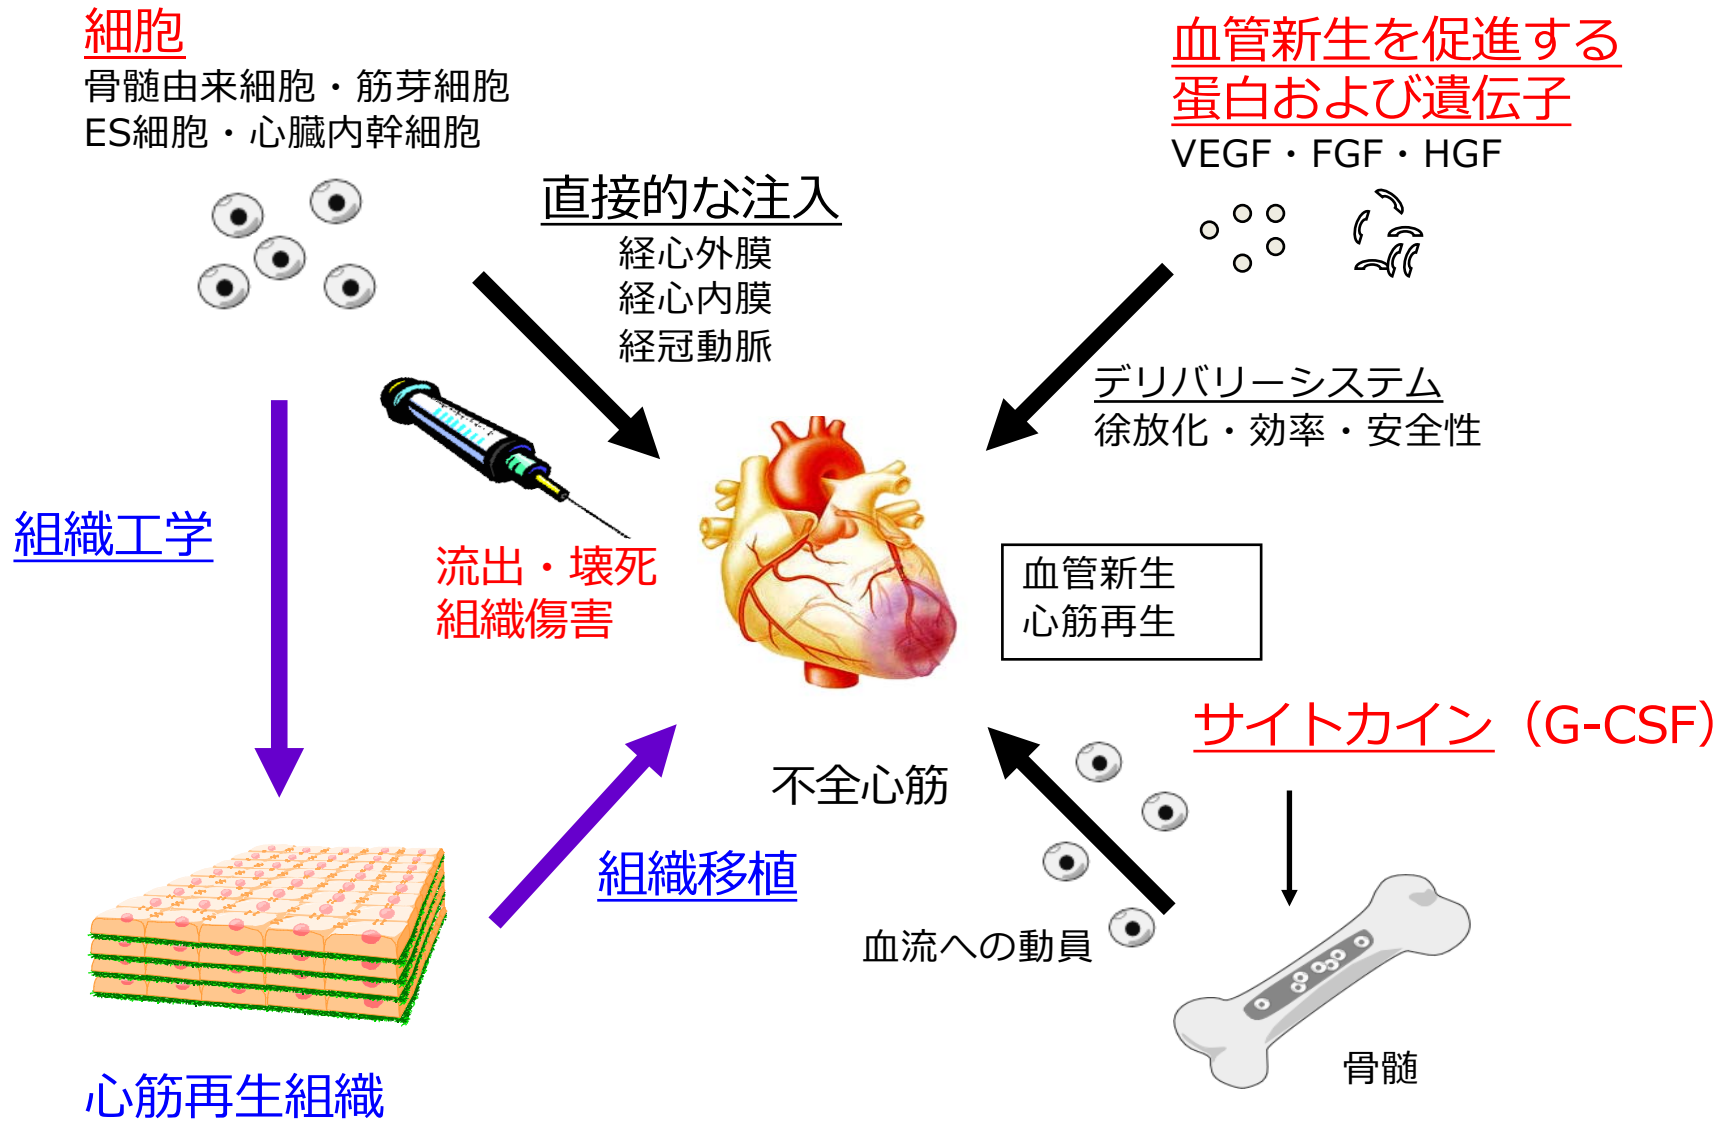 細胞
骨髄由来細胞・筋芽細胞
ES細胞・心臓内幹細胞
血管新生を促進する
蛋白および遺伝子
VEGF・FGF・HGF
直接的な注入
経心外膜
経心内膜
経冠動脈
デリバリーシステム
徐放化・効率・安全性
組織工学
流出・壊死
組織傷害
血管新生
心筋再生
サイトカイン（G-CSF）
不全心筋
組織移植
血流への動員
骨髄
心筋再生組織